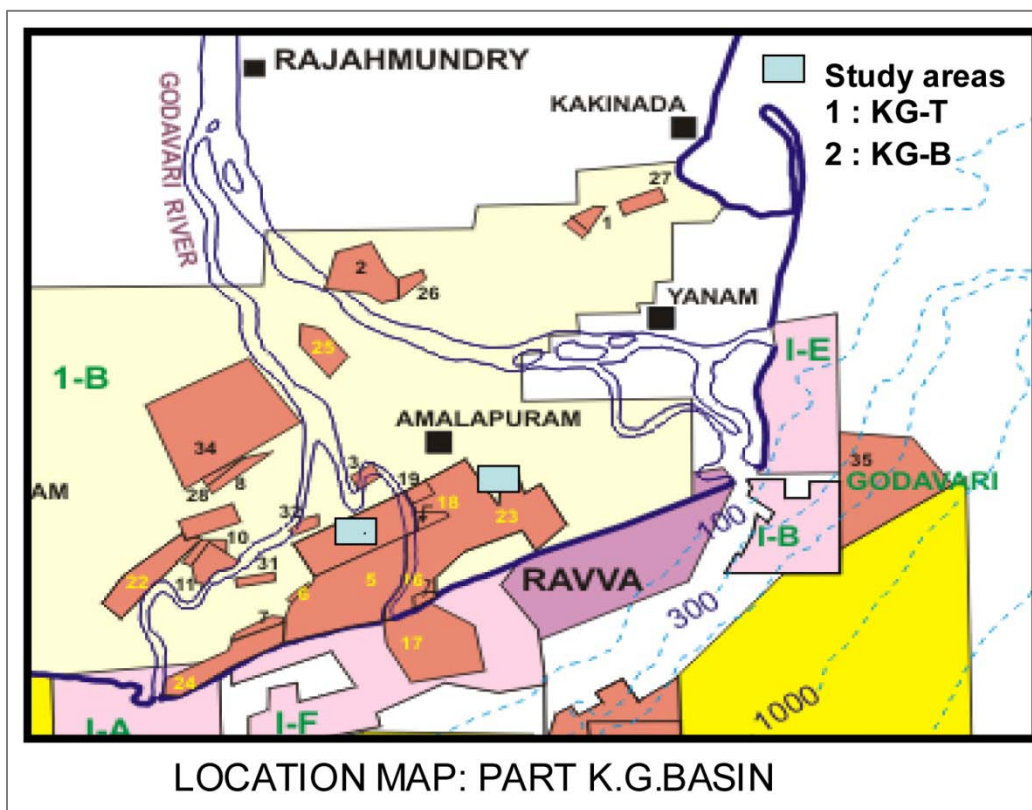 RAJAHMUNDRY
GODAVARI RIVER
KAKINADA
Study areas
1 : KG-T
2 : KG-B
27
1
2
26
YANAM
25
I-E
1-B
AMALAPURAM
34
3
35
28
8
19
GODAVARI
AM
18
32
23
100
I-B
10
22
11
31
5
16
RAVVA
6
300
7
17
24
1000
I-A
I-F
LOCATION MAP: PART K.G.BASIN